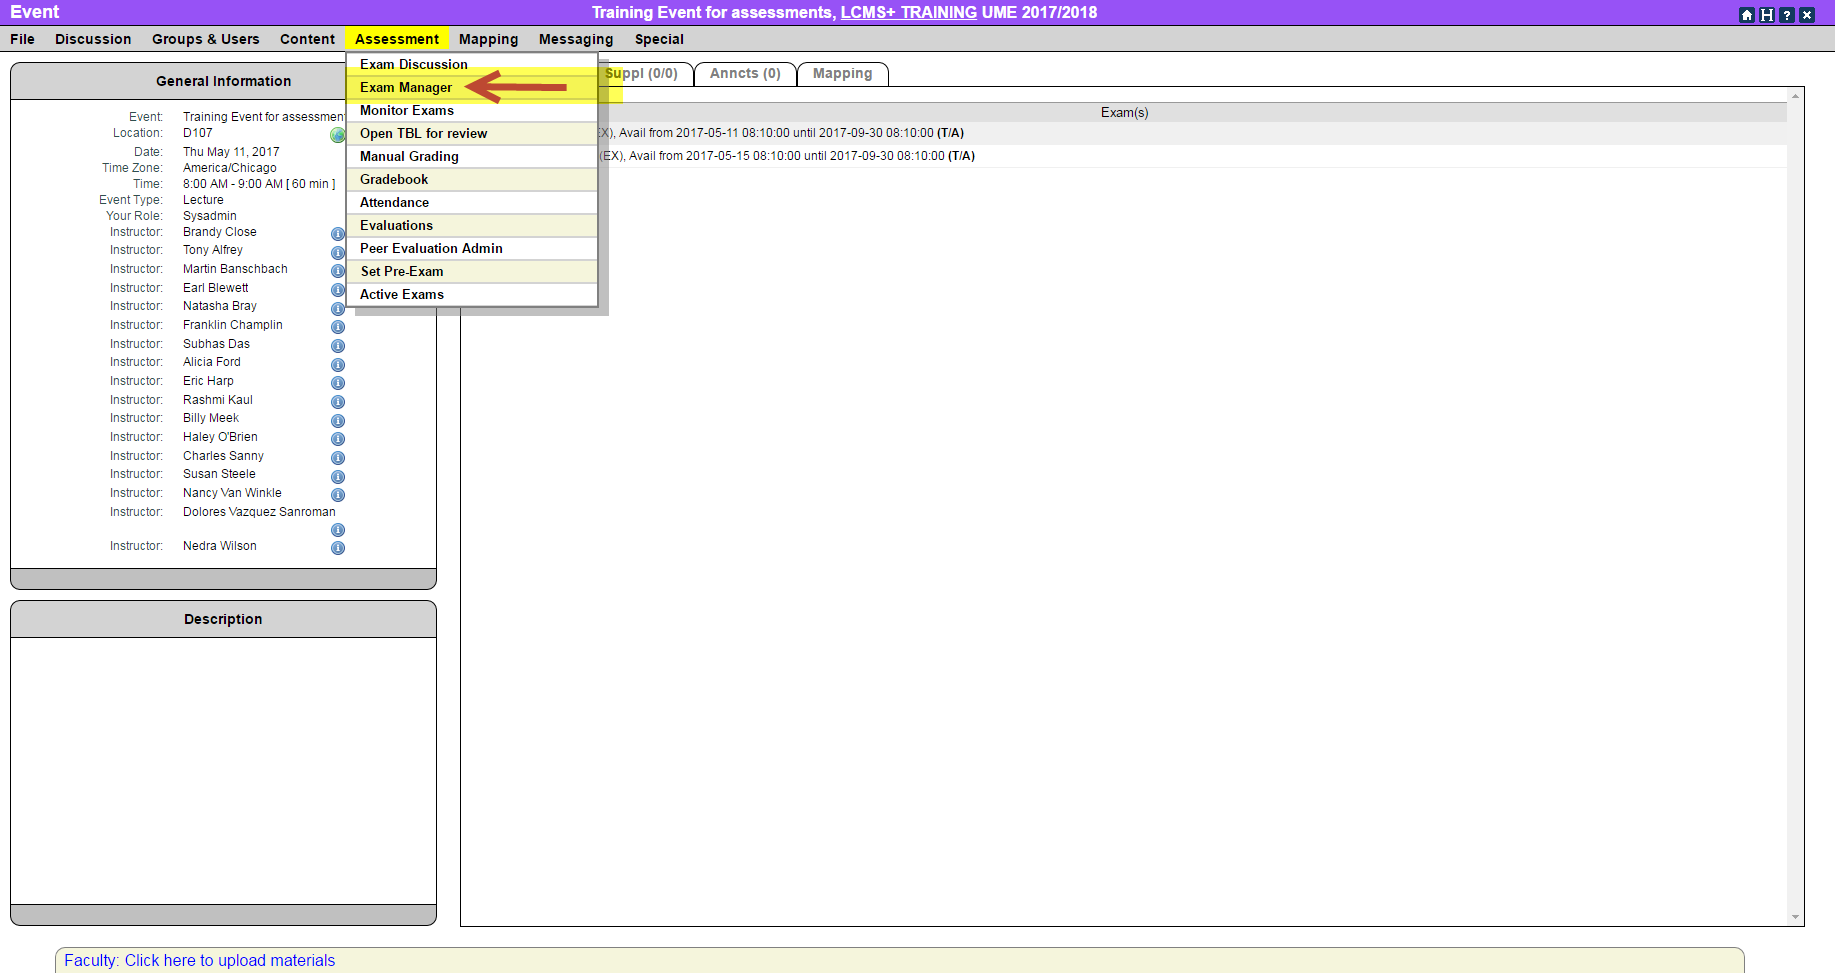 Event
Training Event for assessments, LCMS+ TRAINING UME 2017/2018
File Discussion Groups & Users Content Assessment Mapping Messaging Special
Exam Discussion
Exam Manager
Monitor Exams
Open TBL for review
Manual Grading
Gradebook
Attendance
Evaluations
Peer Evaluation Admin
Set Pre-Exam
Active Exams
General Information
Event: Training Event for assessment
Location: D107
Date: Thu May 11, 2017
Time Zone: America/Chicago
Time: 8:00 AM - 9:00 AM [ 60 min ]
Event Type: Lecture
Your Role: Sysadmin
Instructor: Brandy Close
Instructor: Tony Alfrey
Instructor: Martin Banschbach
Instructor: Earl Blewett
Instructor: Natasha Bray
Instructor: Franklin Champlin
Instructor: Subhas Das
Instructor: Alicia Ford
Instructor: Eric Harp
Instructor: Rashmi Kaul
Instructor: Billy Meek
Instructor: Haley O'Brien
Instructor: Charles Sanny
Instructor: Susan Steele
Instructor: Nancy Van Winkle
Instructor: Dolores Vazquez Sanroman
Instructor: Nedra Wilson
Description
Suppl (0/0) Anncts (0) Mapping
Exam(s)
EX), Avail from 2017-05-11 08:10:00 until 2017-09-30 08:10:00 (T/A)
(EX), Avail from 2017-05-15 08:10:00 until 2017-09-30 08:10:00 (T/A)
Faculty: Click here to upload materials